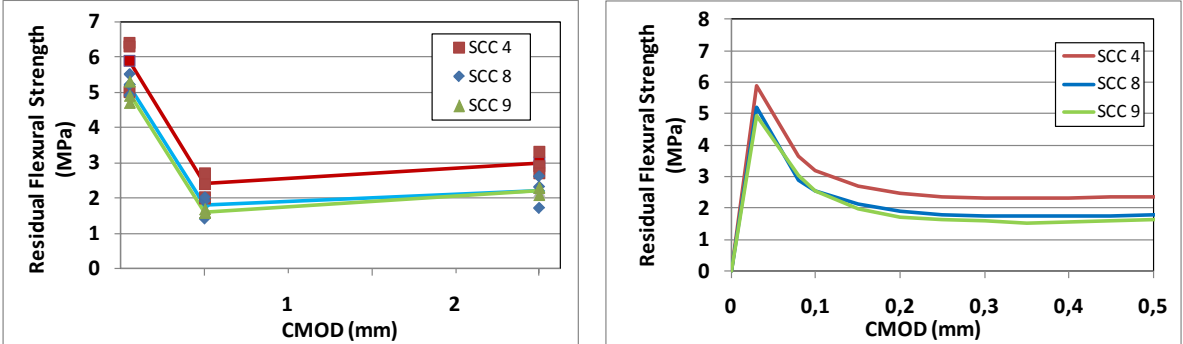 Residual Flexural Strength
(MPa)
7
6
5
4
3
2
1
0
SCC 4
SCC 8
SCC 9
1
2
CMOD (mm)
Residual Flexural Strength
(MPa)
8
7
6
5
4
3
2
1
0
SCC 4
SCC 8
SCC 9
0 0,1 0,2 0,3 0,4 0,5
CMOD (mm)